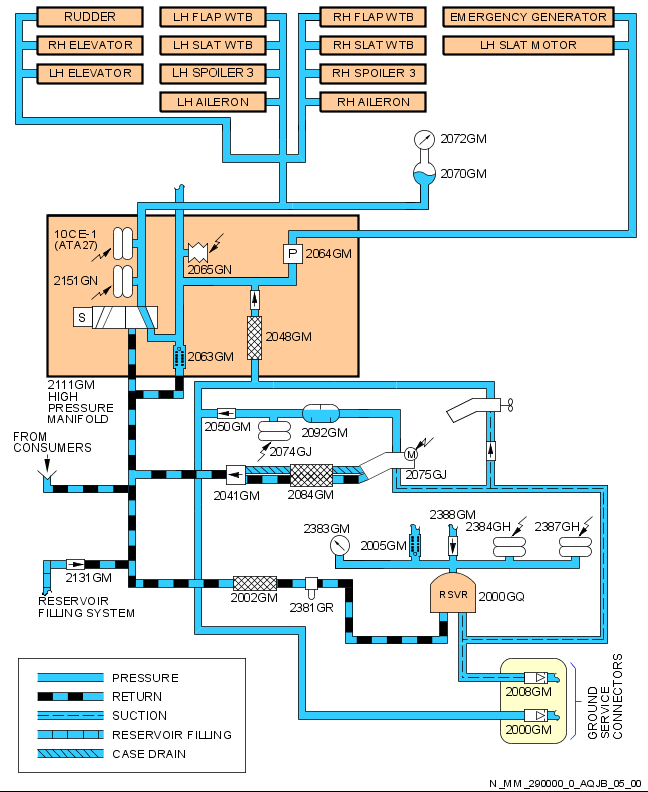 RUDDER
LH FLAP WTB
RH FLAP WTB
EMERGENCY GENERATOR
RH ELEVATOR
LH SLAT WTB
RH SLAT WTB
LH SLAT MOTOR
LH ELEVATOR
LH SPOILER 3
RH SPOILER 3
LH AILERON
RH AILERON
2072GM
2070GM
10CE-1
(ATA27)
2151GN
2065GN
P
2064GM
S
2063GM
2048GM
2111GM
HIGH
PRESSURE
MANIFOLD
2050GM
2092GM
2074GJ
M
2075GJ
FROM
CONSUMERS
2041GM
2084GM
2383GM
2388GM
2384GH
2387GH
2005GM
2131GM
RESERVOIR
FILLING SYSTEM
2002GM
2381GR
RSVR
2000GQ
2008GM
2000GM
GROUND
SERVICE
CONNECTORS
PRESSURE
RETURN
SUCTION
RESERVOIR FILLING
CASE DRAIN
N_MM_290000_0_AQJB_05_00